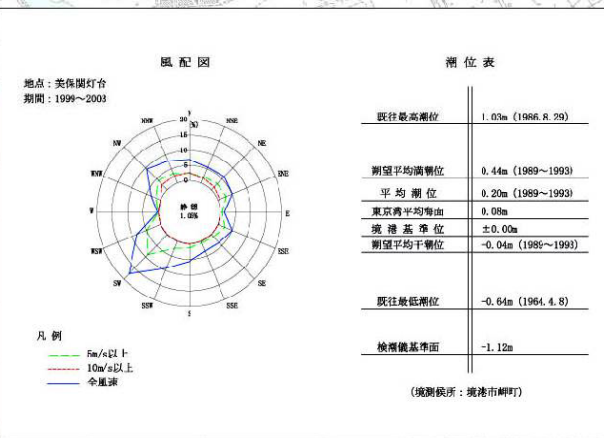 風配図
地点：美保関灯台
期間：1999～2003
N
(%)
20
15
10
5
0
NNW
NNE
NW
NE
WNW
ENE
W
E
WSW
ESE
SW
SE
SSW
SSE
S
静穏
1.08%
凡例
5m/s以上
10m/s以上
全風速
潮位表
既往最高潮位 1.03m (1986.8.29)
朔望平均満潮位 0.44m (1989～1993)
平均潮位 0.20m (1989～1993)
東京湾平均海面 0.08m
境港基準位 ±0.00m
朔望平均干潮位 -0.04m (1989～1993)
既往最低潮位 -0.64m (1964.4.8)
検潮儀基準面 -1.12m
(境測候所：境港市岬町)